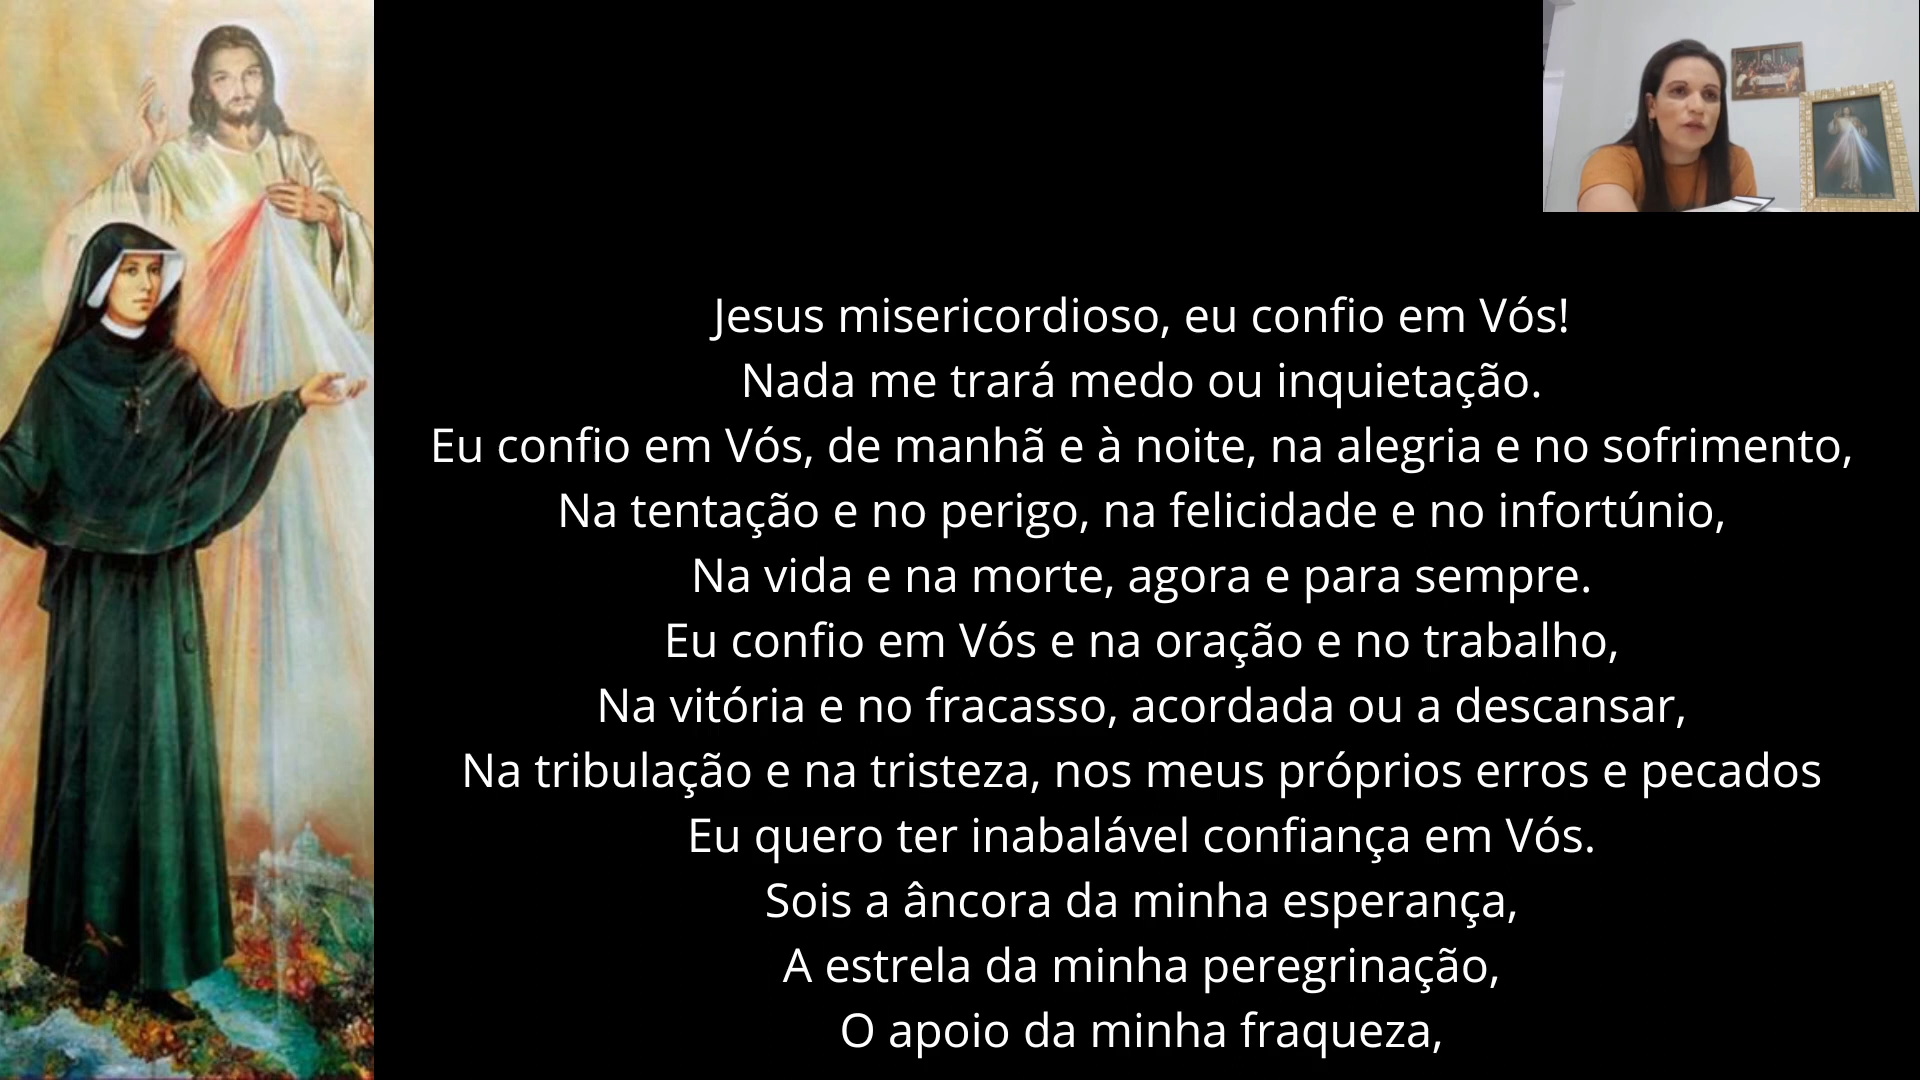 Jesus misericordioso, eu confio em Vós!
Nada me trará medo ou inquietação.
Eu confio em Vós, de manhã e à noite, na alegria e no sofrimento,
Na tentação e no perigo, na felicidade e no infortúnio,
Na vida e na morte, agora e para sempre.
Eu confio em Vós e na oração e no trabalho,
Na vitória e no fracasso, acordada ou a descansar,
Na tribulação e na tristeza, nos meus próprios erros e pecados
Eu quero ter inabalável confiança em Vós.
Sois a âncora da minha esperança,
A estrela da minha peregrinação,
O apoio da minha fraqueza,